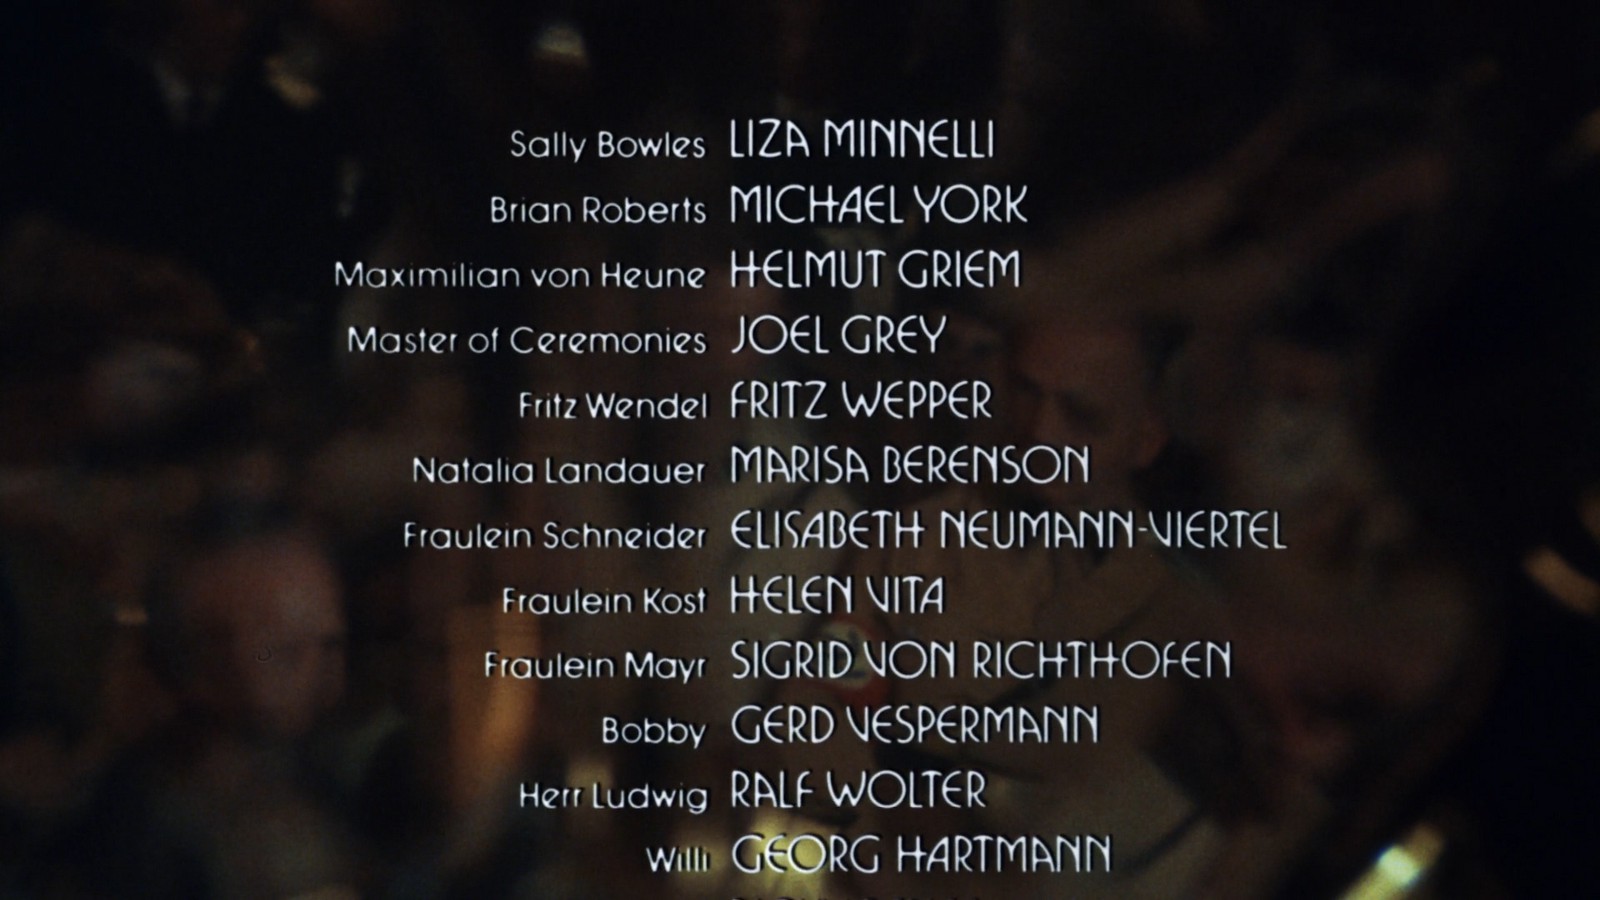 Sally Bowles LIZA MINNELLI
Brian Roberts MICHAEL YORK
Maximilian von Heune HELMUT GRIEM
Master of Ceremonies JOEL GREY
Fritz Wendel FRITZ WEPPER
Natalia Landauer MARISA BERENSON
Fraulein Schneider ELISABETH NEUMANN-VIERTEL
Fraulein Kost HELEN VITA
Fraulein Mayr SIGRID VON RICHTHOFEN
Bobby GERD VESPERMANN
Herr Ludwig RALF WOLTER
Willi GEORG HARTMANN